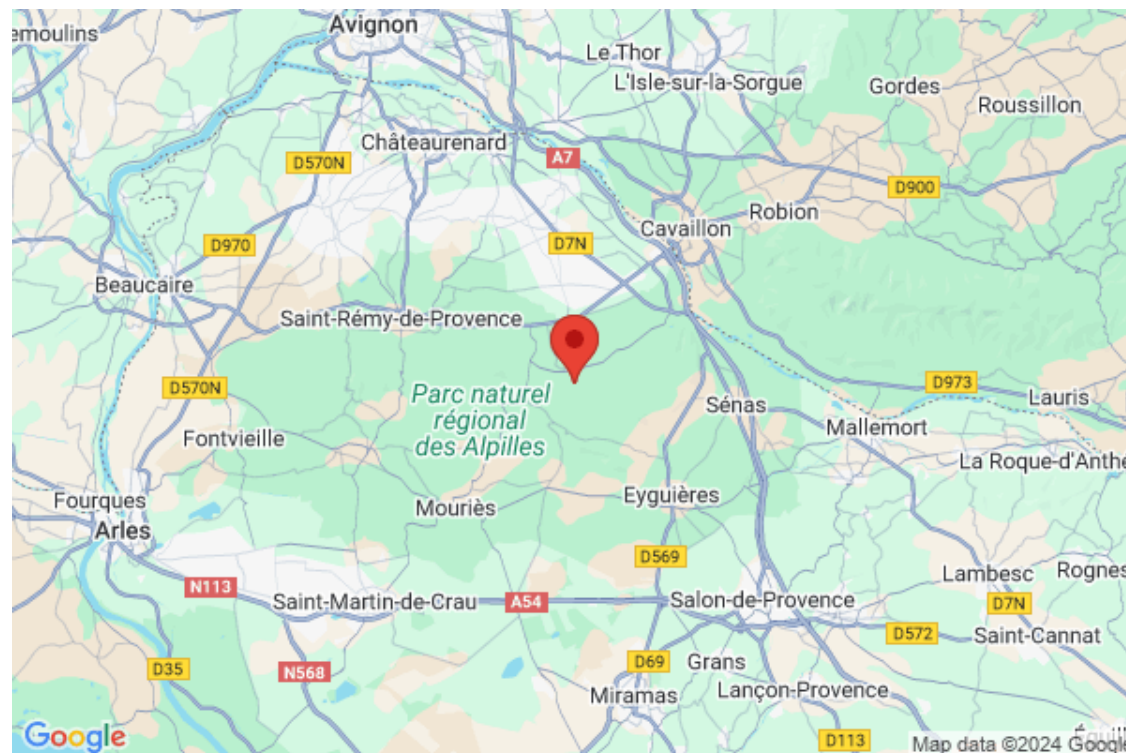 Avignon
emoulins
Le Thor
L'Isle-sur-la-Sorgue
Gordes
Roussillon
Châteaurenard
A7
D570N
D900
Robion
Cavaillon
D970
D7N
Beaucaire
Saint-Rémy-de-Provence
D570N
Parc naturel
régional
des Alpilles
D973
Lauris
Sénas
Mallemort
Fontvieille
La Roque-d'Anthe
Fourques
Mouriès
Eyguières
Arles
D569
N113
Saint-Martin-de-Crau
A54
Salon-de-Provence
Lambesc
Rognes
D7N
D572
Saint-Cannat
D35
N568
D69
Grans
Miramas
Lançon-Provence
D113
Google
Map data ©2024 Google